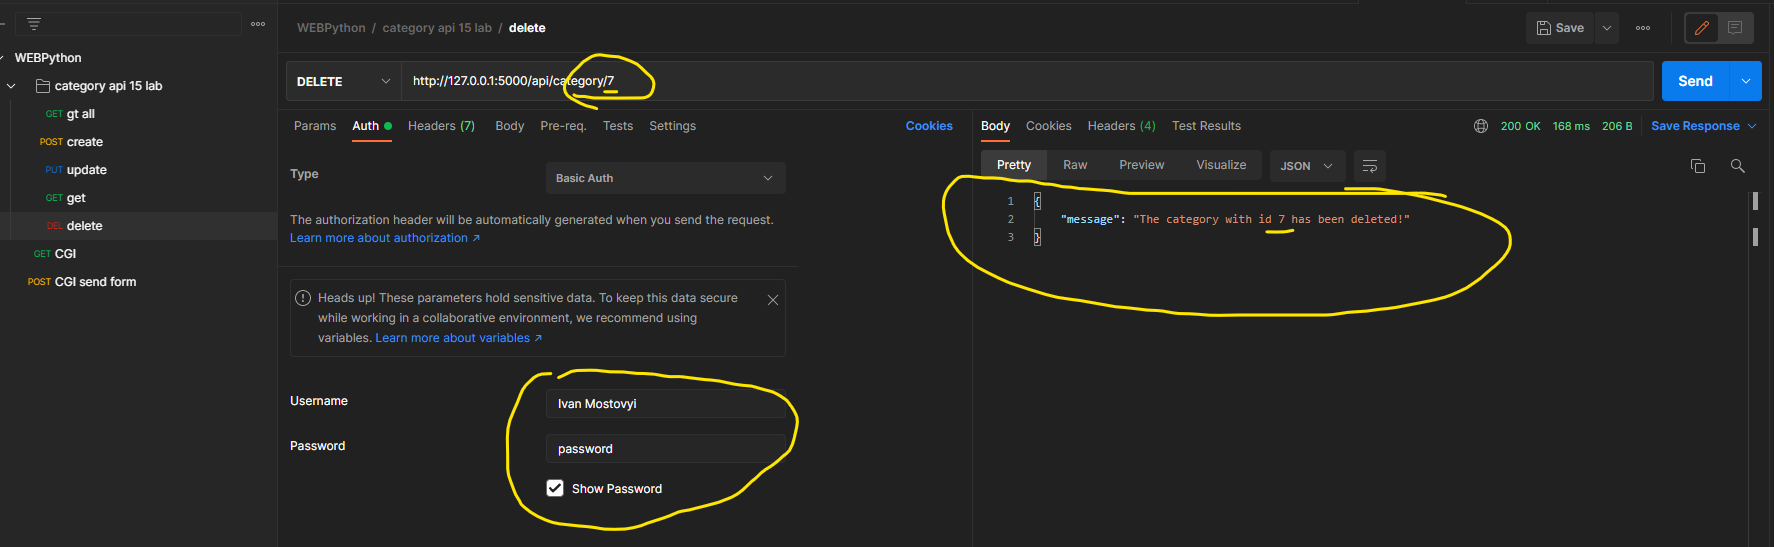 WEBPython
category api 15 lab
GET gt all
POST create
PUT update
GET get
DEL delete
GET CGI
POST CGI send form
WEBPython / category api 15 lab / delete
Save
DELETE
http://127.0.0.1:5000/api/category/7
Send
Params
Auth
Headers (7)
Body
Pre-req.
Tests
Settings
Cookies
Type
Basic Auth
The authorization header will be automatically generated when you send the request.
Learn more about authorization ↗
Heads up! These parameters hold sensitive data. To keep this data secure
while working in a collaborative environment, we recommend using
variables. Learn more about variables ↗
Username
Ivan Mostovyi
Password
password
Show Password
Body
Cookies
Headers (4)
Test Results
200 OK
168 ms
206 B
Save Response
Pretty
Raw
Preview
Visualize
JSON
1 {
2 "message": "The category with id 7 has been deleted!"
3 }